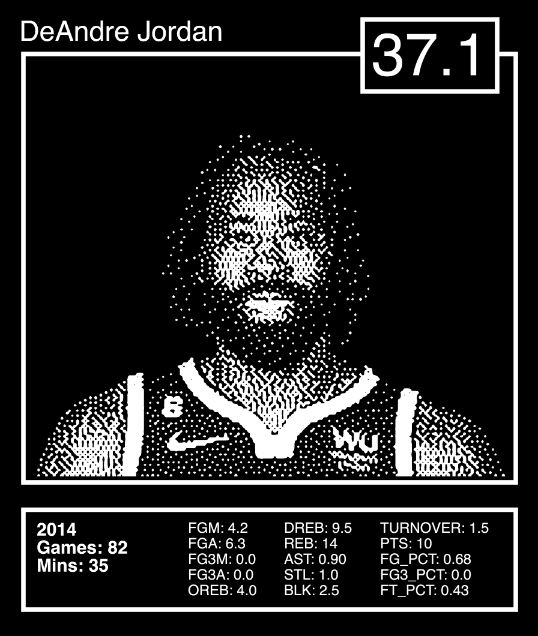 DeAndre Jordan
37.1
6
WU
2014
Games: 82
Mins: 35
FGM: 4.2
FGA: 6.3
FG3M: 0.0
FG3A: 0.0
OREB: 4.0
DREB: 9.5
REB: 14
AST: 0.90
STL: 1.0
BLK: 2.5
TURNOVER: 1.5
PTS: 10
FG_PCT: 0.68
FG3_PCT: 0.0
FT_PCT: 0.43